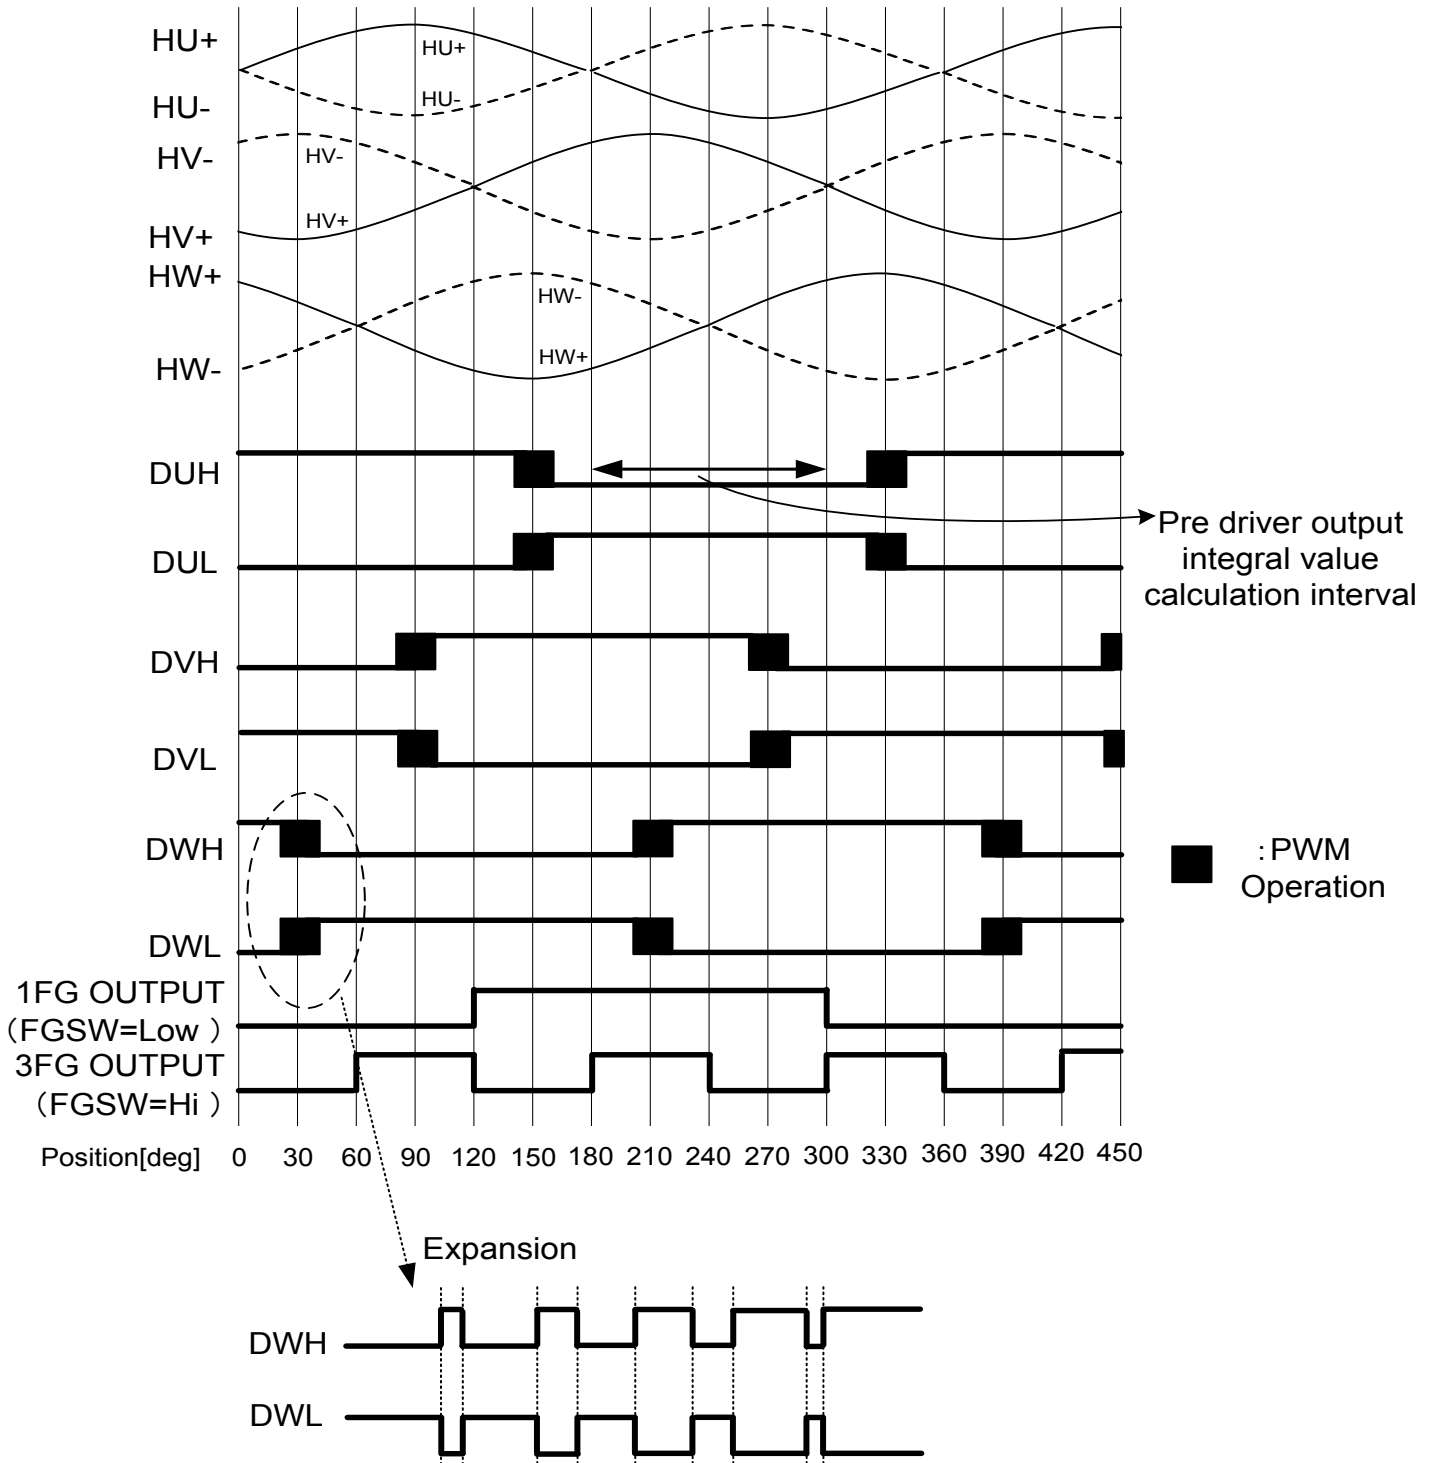 HU+
HU+
HU-
HU-
HV-
HV-
HV+
HV+
HW+
HW-
HW+
HW-
DUH
Pre driver output
integral value
calculation interval
DUL
DVH
DVL
DWH
:PWM
Operation
DWL
1FG OUTPUT
(FGSW=Low )
3FG OUTPUT
(FGSW=Hi )
Position[deg] 0 30 60 90 120 150 180 210 240 270 300 330 360 390 420 450
Expansion
DWH
DWL